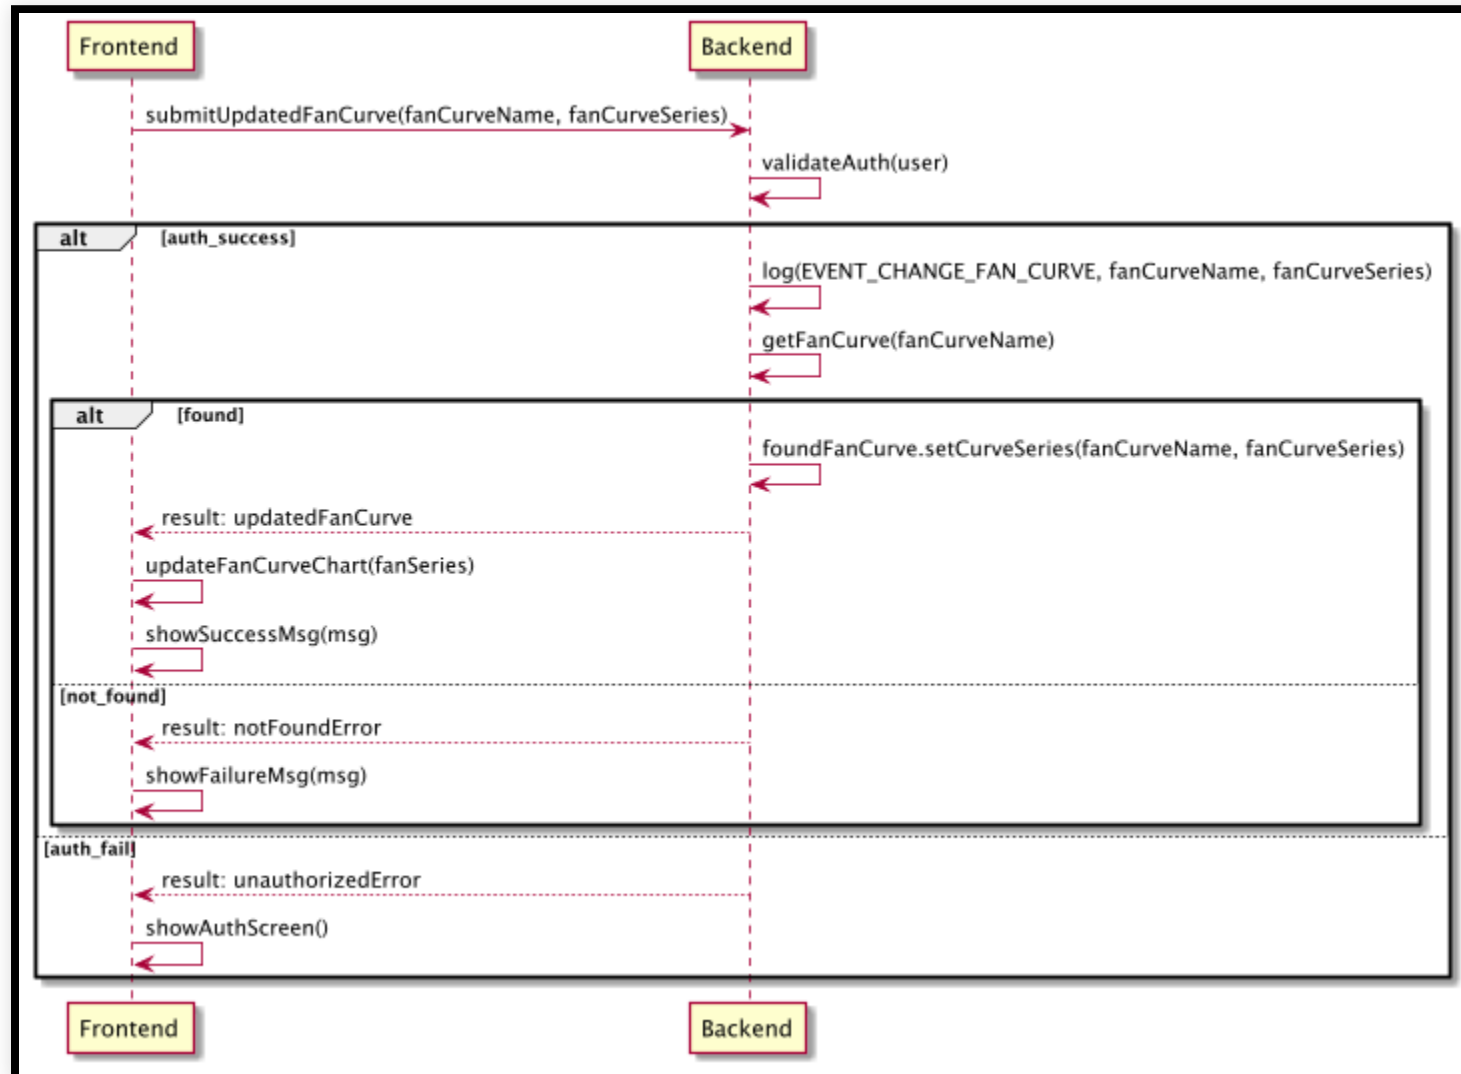 Frontend Backend
submitUpdatedFanCurve(fanCurveName, fanCurveSeries)
validateAuth(user)
alt [auth_success]
log(EVENT_CHANGE_FAN_CURVE, fanCurveName, fanCurveSeries)
getFanCurve(fanCurveName)
alt [found]
foundFanCurve.setCurveSeries(fanCurveName, fanCurveSeries)
result: updatedFanCurve
updateFanCurveChart(fanSeries)
showSuccessMsg(msg)
[not_found]
result: notFoundError
showFailureMsg(msg)
[auth_fail]
result: unauthorizedError
showAuthScreen()
Frontend Backend